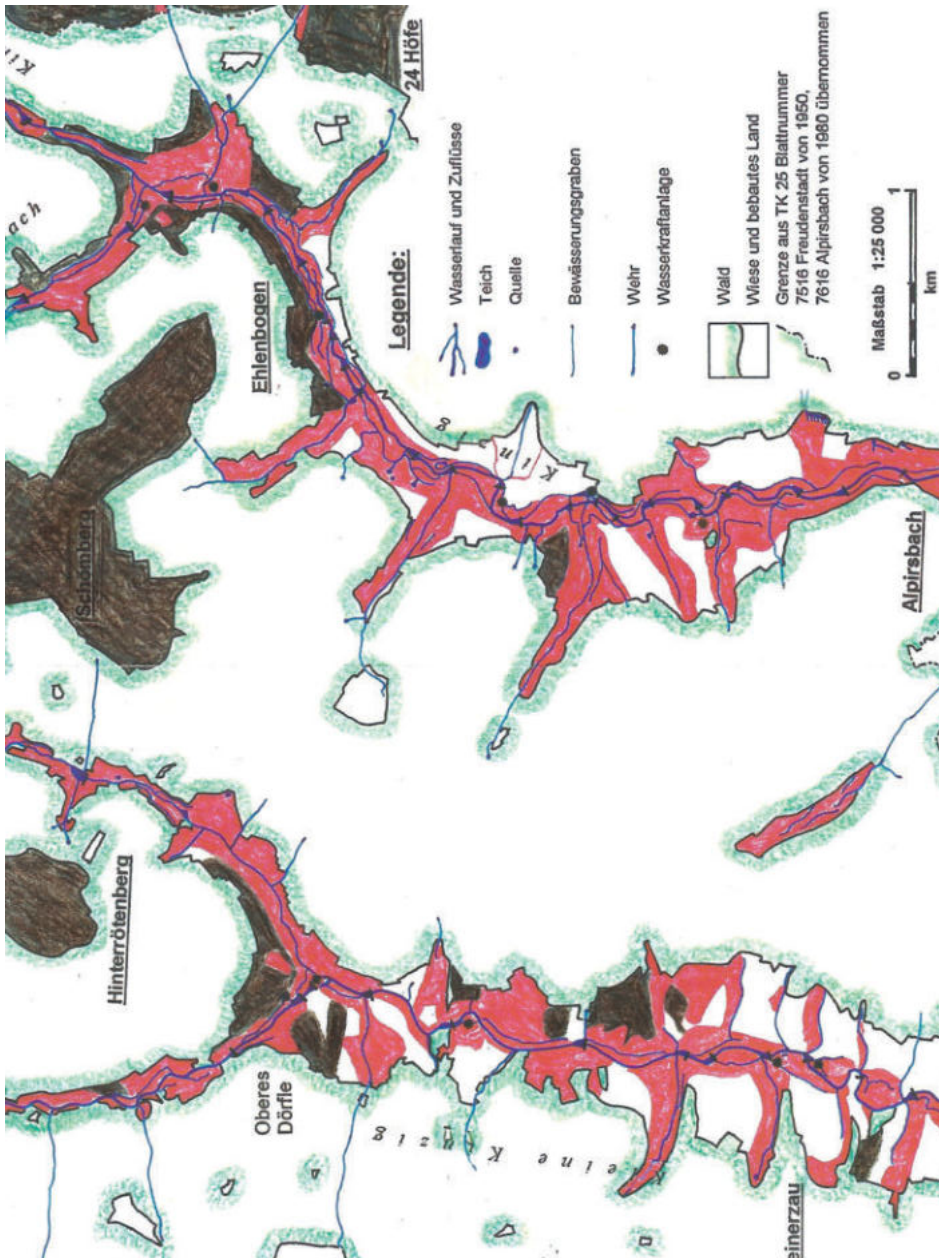 24 Höfe
Ehlenbogen
Schömberg
Hinterrötenberg
Oberes
Dörfle
Alpirsbach
einerzau
ach
K i n
z i g
Legende:
Wasserlauf und Zuflüsse
Teich
Quelle
Bewässerungsgraben
Wehr
Wasserkraftanlage
Wald
Wiese und bebautes Land
Grenze aus TK 25 Blattnummer
7516 Freudenstadt von 1950,
7616 Alpirsbach von 1980 übernommen
Maßstab 1:25 000
0
1
km